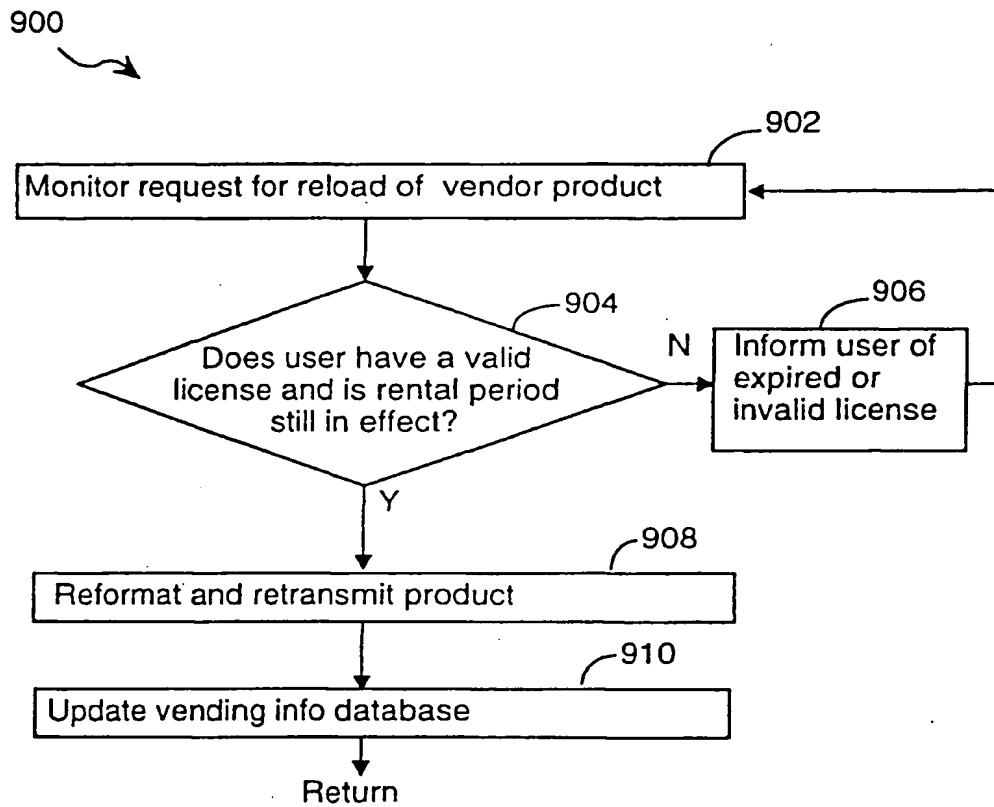 900
902
Monitor request for reload of vendor product
904
Does user have a valid
license and is rental period
still in effect?
N
906
Inform user of
expired or
invalid license
Y
908
Reformat and retransmit product
910
Update vending info database
Return